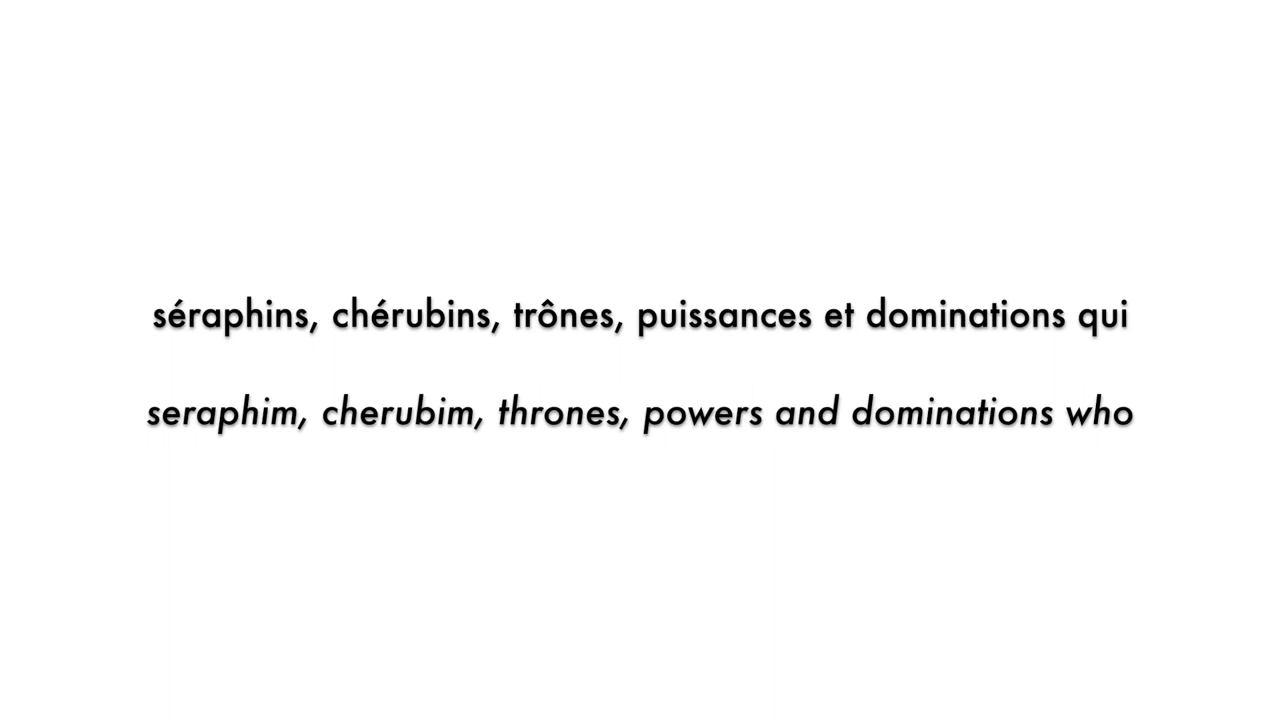 séraphins, chérubins, trônes, puissances et dominations qui
seraphim, cherubim, thrones, powers and dominations who